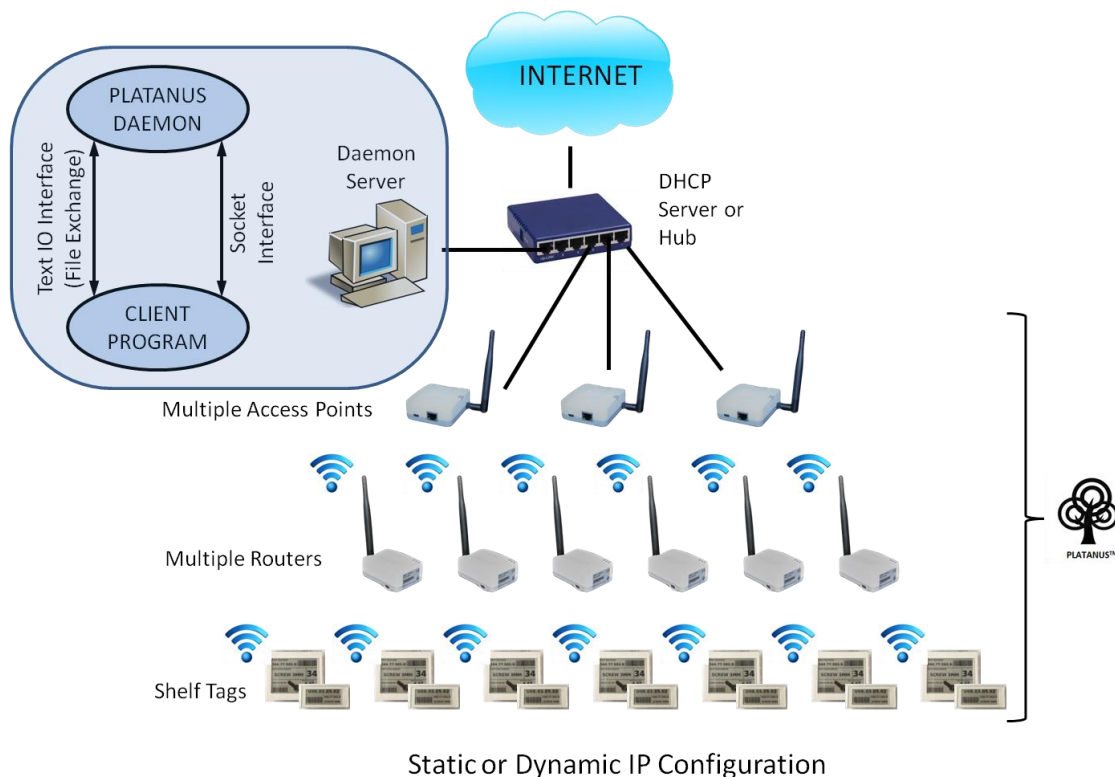 INTERNET
PLATANUS
DAEMON
Text IO Interface
(File Exchange)
Socket
Interface
CLIENT
PROGRAM
Daemon
Server
DHCP
Server or
Hub
Multiple Access Points
Multiple Routers
Shelf Tags
PLATANUS™
Static or Dynamic IP Configuration